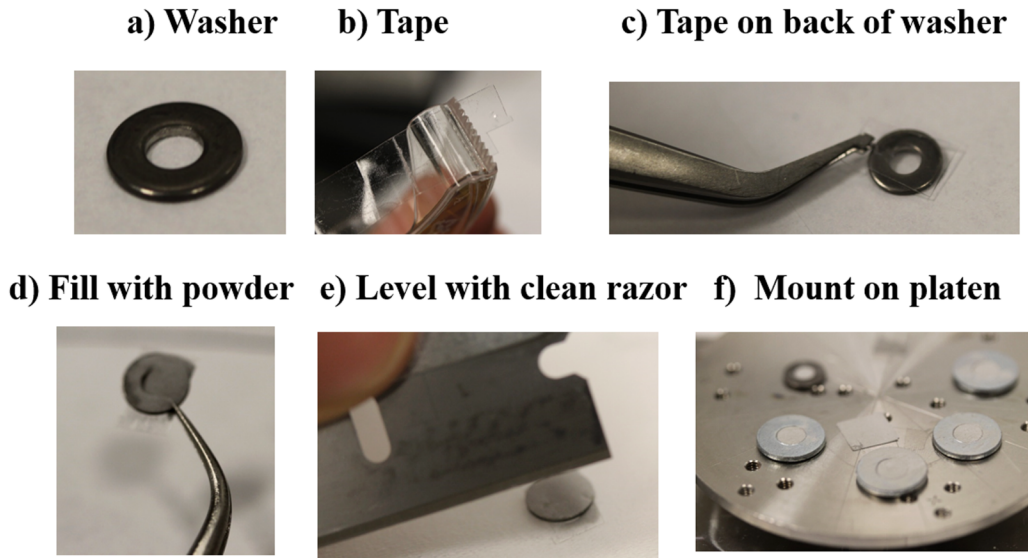 a) Washer
b) Tape
c) Tape on back of washer
d) Fill with powder
e) Level with clean razor
f) Mount on platen